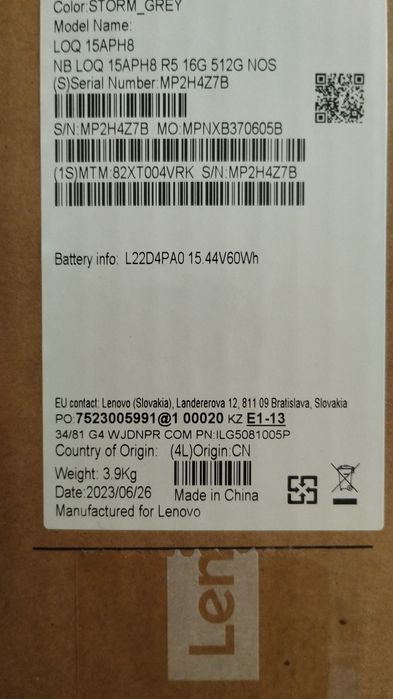 Color:STORM_GREY
Model Name:
LOQ 15APH8
NB LOQ 15APH8 R5 16G 512G NOS
(S)Serial Number:MP2H4Z7B
S/N:MP2H4Z7B MO:MPNXB370605B
(1S)MTM:82XT004VRK S/N:MP2H4Z7B
Battery info: L22D4PA0 15.44V60Wh
EU contact: Lenovo (Slovakia), Landererova 12, 811 09 Bratislava, Slovakia
PO:7523005991@1 00020 KZ E1-13
34/81 G4 WJDNPR COM PN:ILG5081005P
Country of Origin: (4L)Origin:CN
Weight: 3.9Kg
Date:2023/06/26 Made in China
Manufactured for Lenovo
Len